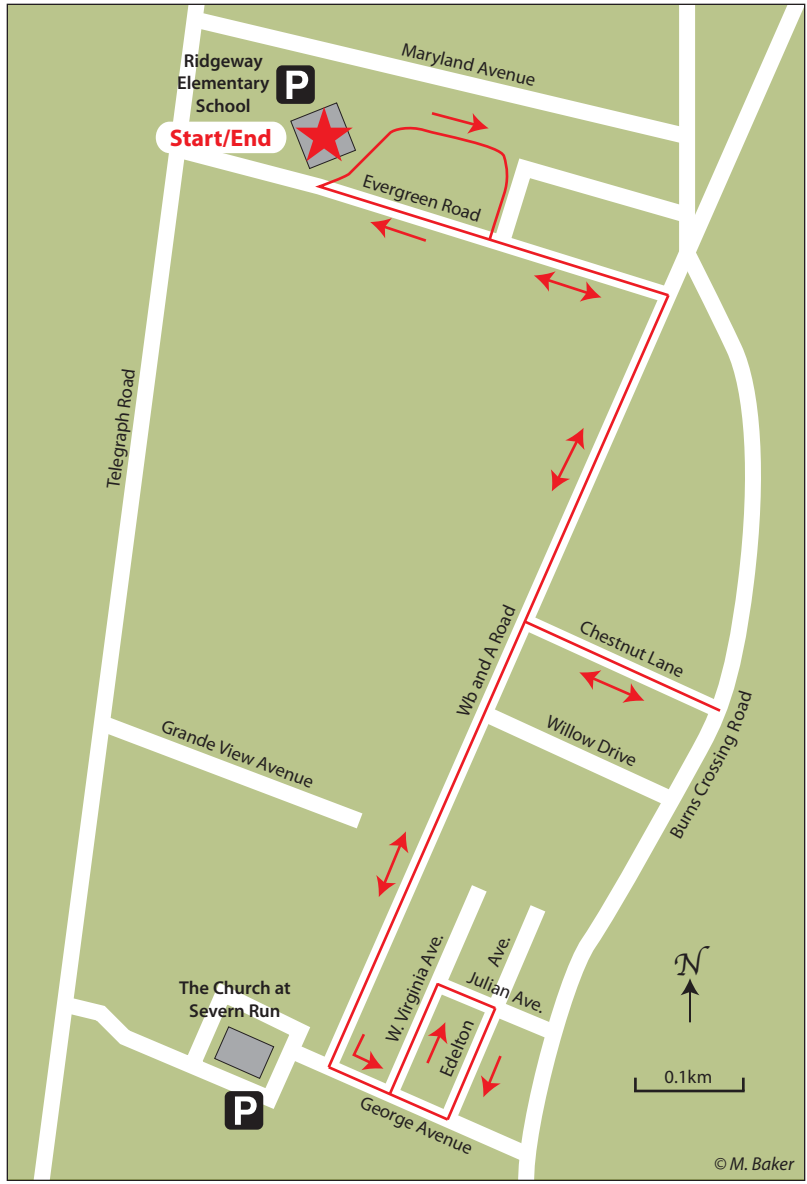 Maryland Avenue
Ridgeway
Elementary
School
P
Start/End
Evergreen Road
Telegraph Road
Wb and A Road
Chestnut Lane
Willow Drive
Burns Crossing Road
Grande View Avenue
W. Virginia Ave.
Edelton Ave.
Julian Ave.
N
The Church at
Severn Run
P
George Avenue
0.1km
© M. Baker